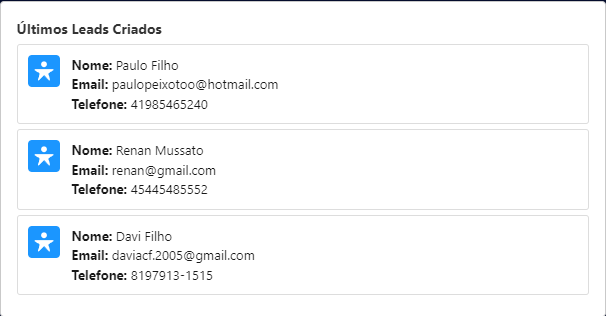 Últimos Leads Criados
Nome: Paulo Filho
Email: paulopeixotoo@hotmail.com
Telefone: 41985465240
Nome: Renan Mussato
Email: renan@gmail.com
Telefone: 45445485552
Nome: Davi Filho
Email: daviacf.2005@gmail.com
Telefone: 8197913-1515